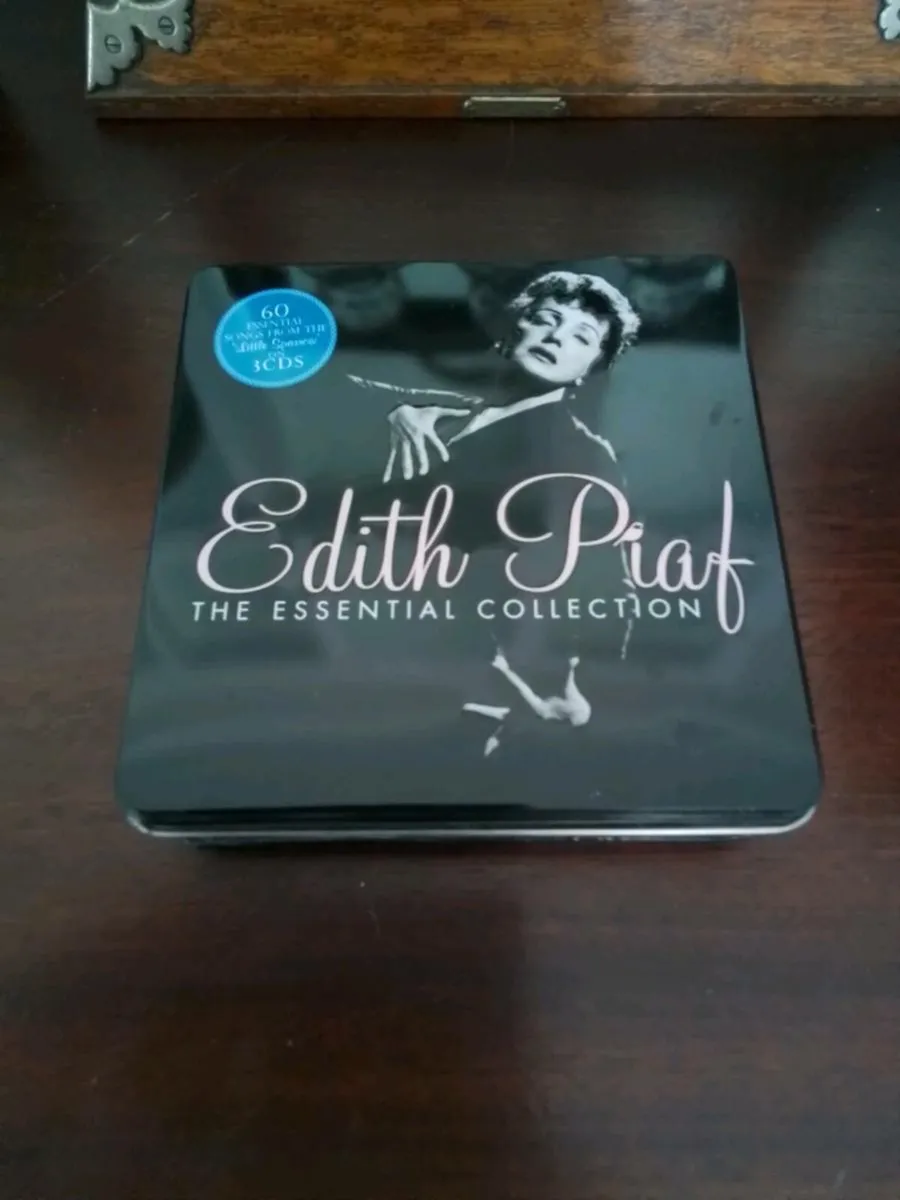 60
ESSENTIAL
SONGS FROM THE
'Little Sparrow'
ON
3CDS
Edith Piaf
THE ESSENTIAL COLLECTION